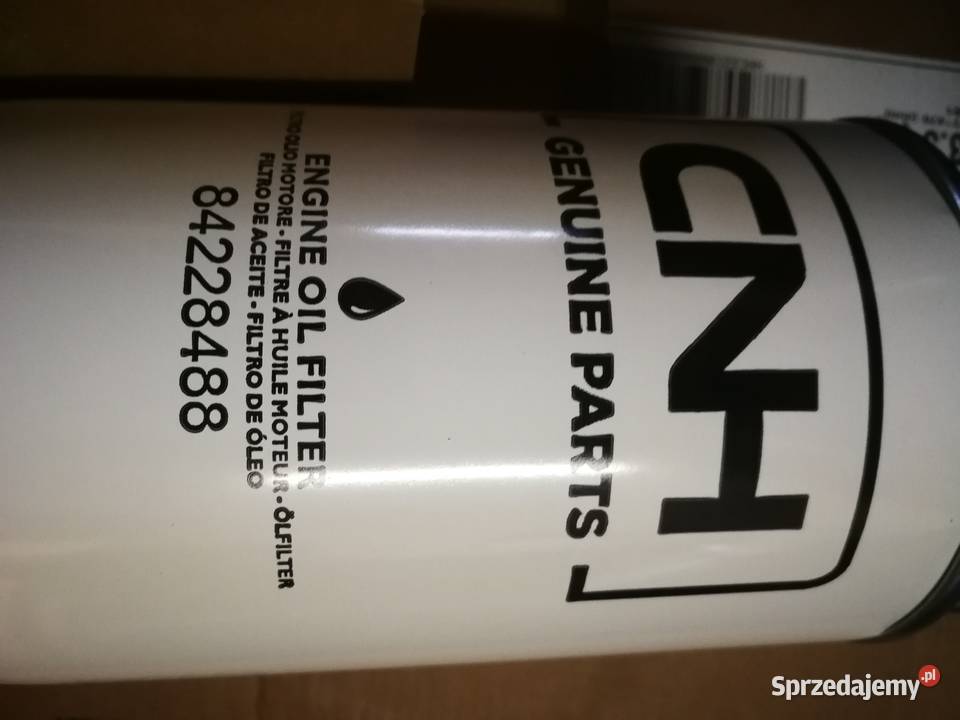 CNH
GENUINE PARTS
ENGINE OIL FILTER
OLIO MOTORE • FILTRE À HUILE MOTEUR • ÖLFILTER
FILTRO DE ACEITE • FILTRO DE ÓLEO
84228488
Sprzedajemy.pl